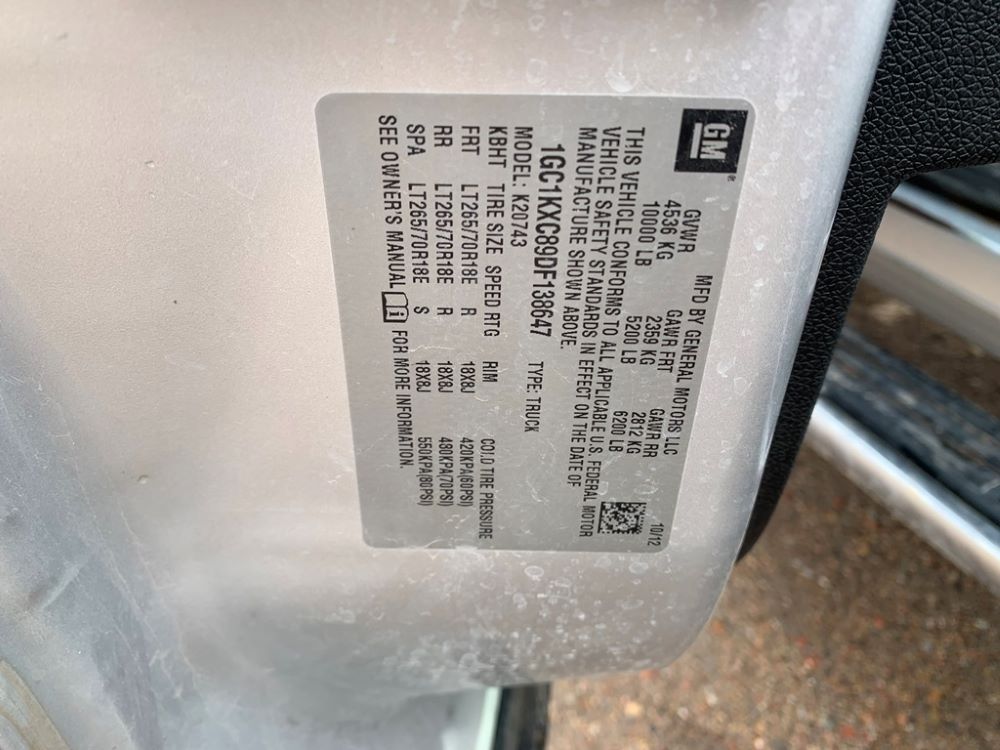 GM®
MFD BY GENERAL MOTORS LLC 10/12
GVWR GAWR FRT GAWR RR
4536 KG 2359 KG 2812 KG
10000 LB 5200 LB 6200 LB
THIS VEHICLE CONFORMS TO ALL APPLICABLE U.S. FEDERAL MOTOR
VEHICLE SAFETY STANDARDS IN EFFECT ON THE DATE OF
MANUFACTURE SHOWN ABOVE.
1GC1KXC89DF138647 TYPE: TRUCK
MODEL: K20743
KBHT TIRE SIZE SPEED RTG RIM COLD TIRE PRESSURE
FRT LT265/70R18E R 18X8J 420KPA(60PSI)
RR LT265/70R18E R 18X8J 480KPA(70PSI)
SPA LT265/70R18E S 18X8J 550KPA(80PSI)
SEE OWNER'S MANUAL i FOR MORE INFORMATION.